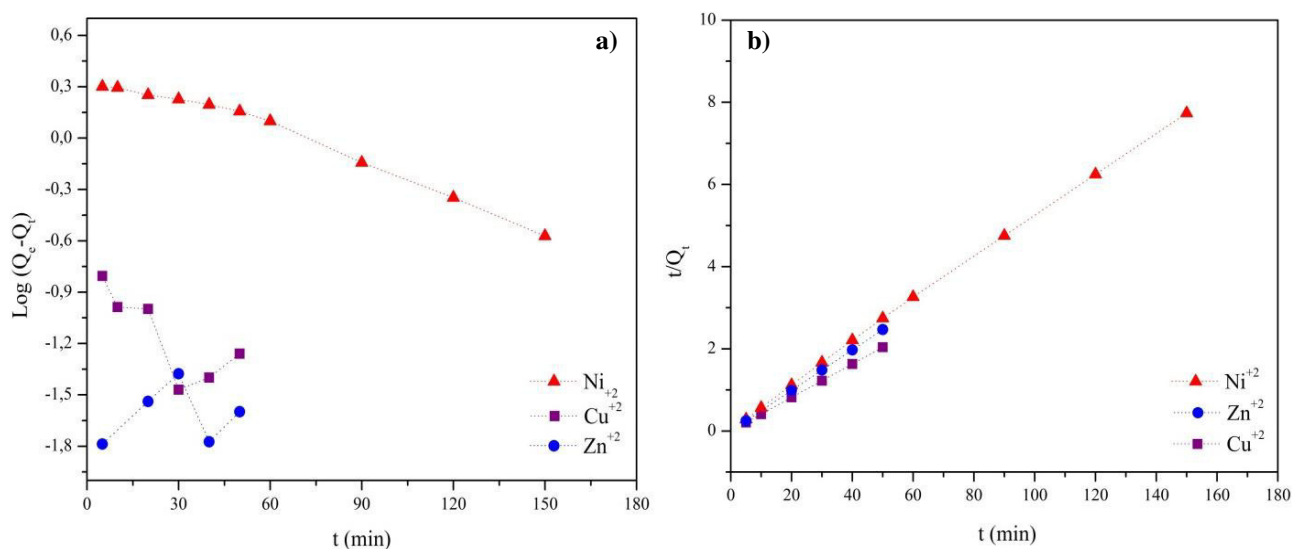 a)
0,6
0,3
0,0
-0,3
-0,6
-0,9
-1,2
-1,5
-1,8
Log (Qe-Qt)
Ni+2
Cu+2
Zn+2
0 30 60 90 120 150 180
t (min)
b)
10
8
6
4
2
0
t/Qt
Ni+2
Zn+2
Cu+2
0 20 40 60 80 100 120 140 160 180
t (min)